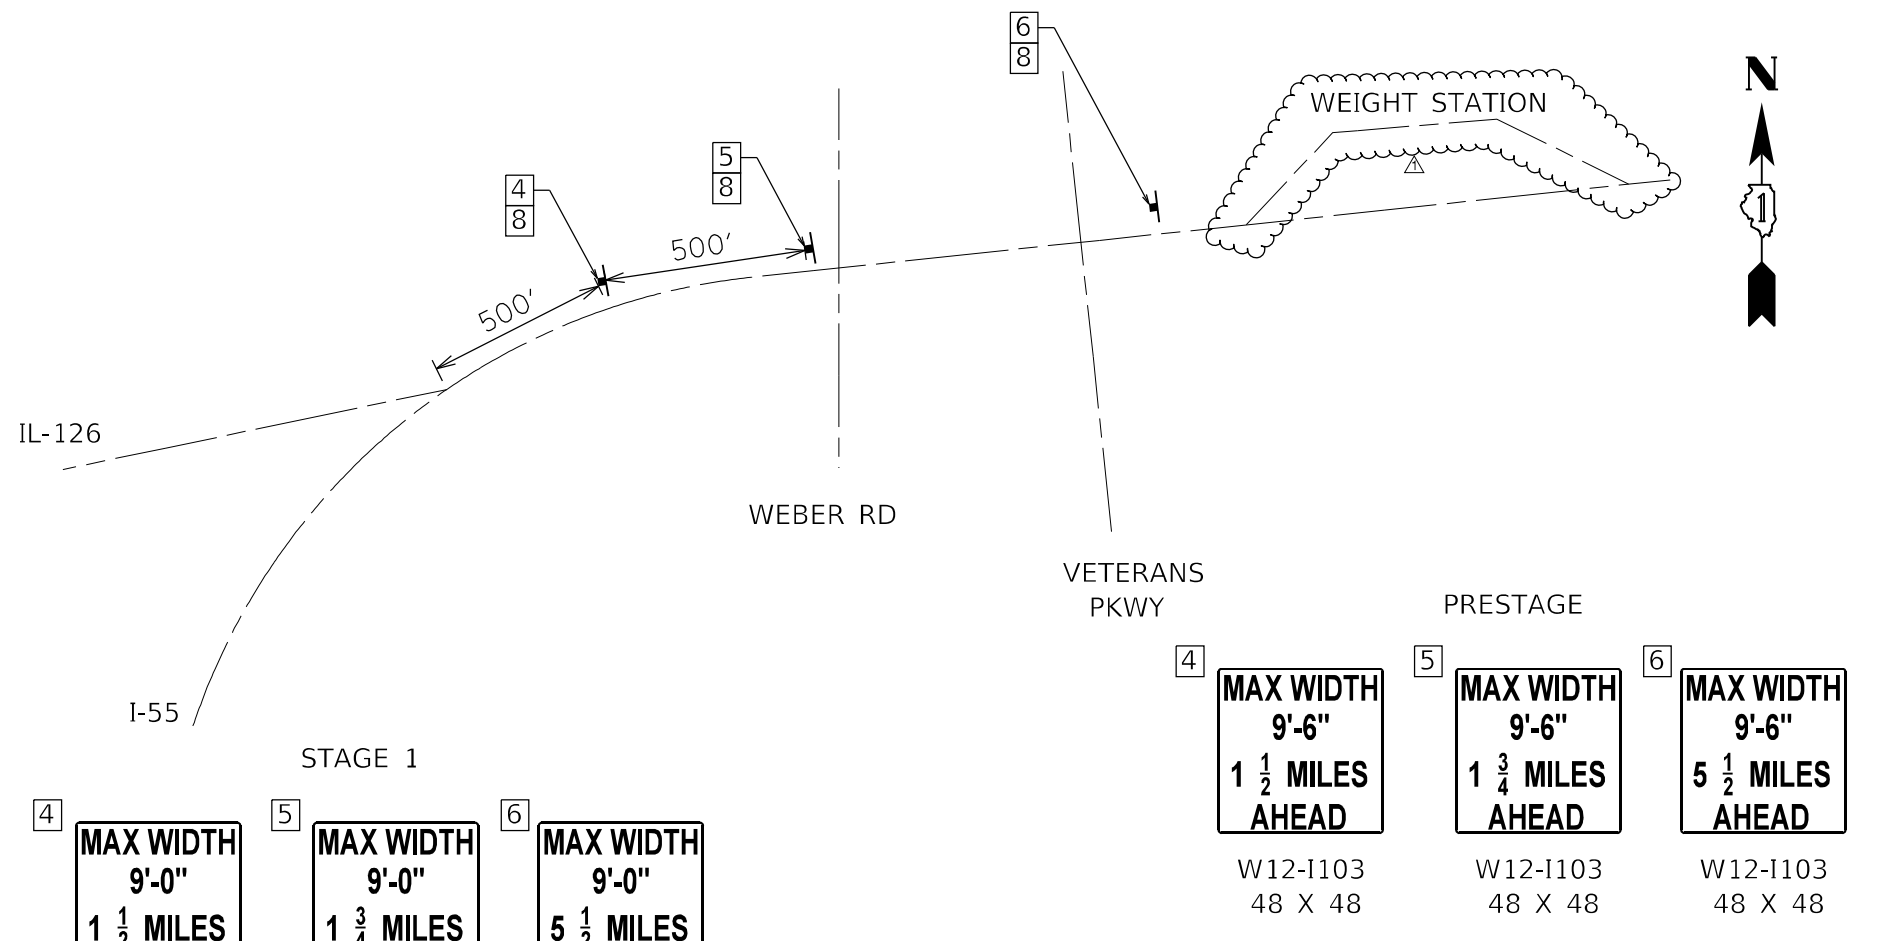 6
8
N
WEIGHT STATION
1
1
5
8
4
8
500'
500'
IL-126
WEBER RD
VETERANS
PKWY
I-55
PRESTAGE
4
MAX WIDTH
9'-6"
1 1/2 MILES
AHEAD
W12-I103
48 X 48
5
MAX WIDTH
9'-6"
1 3/4 MILES
AHEAD
W12-I103
48 X 48
6
MAX WIDTH
9'-6"
5 1/2 MILES
AHEAD
W12-I103
48 X 48
STAGE 1
4
MAX WIDTH
9'-0"
1 1/2 MILES
5
MAX WIDTH
9'-0"
1 3/4 MILES
6
MAX WIDTH
9'-0"
5 1/2 MILES